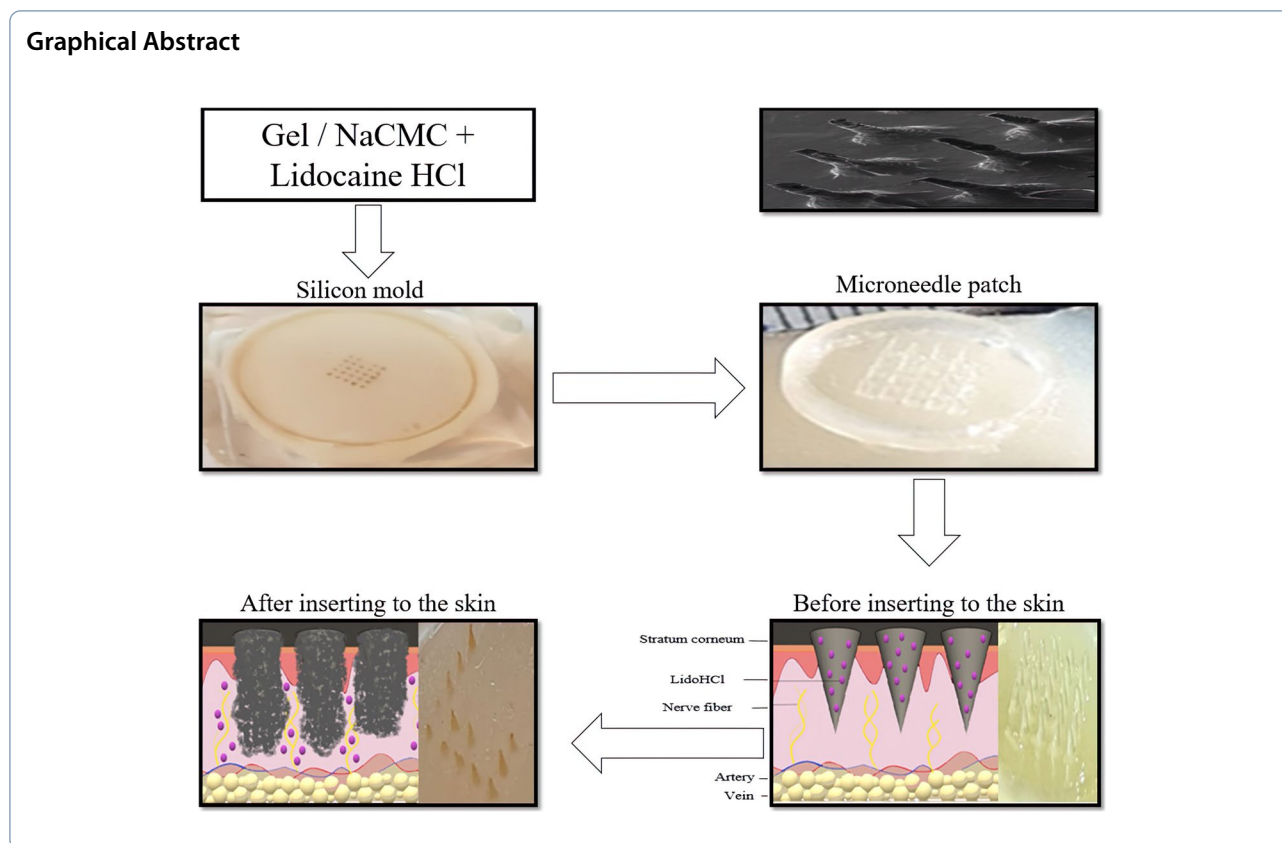 Graphical Abstract
Gel / NaCMC +
Lidocaine HCl
Silicon mold
Microneedle patch
After inserting to the skin
Before inserting to the skin
Stratum corneum
LidoHCl
Nerve fiber
Artery
Vein